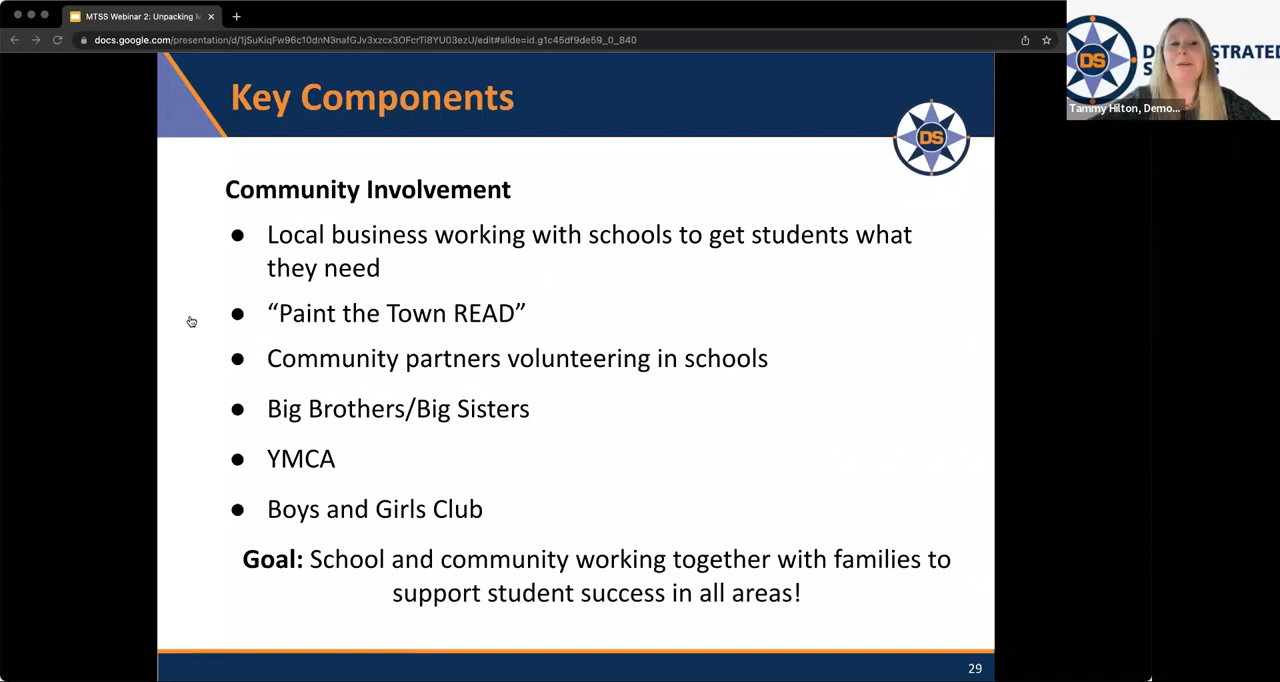 MTSS Webinar 2: Unpacking M
docs.google.com/presentation/d/1jSuKiqFw96c10dnN3nafGJv3xzcx3OFcrTi8YU03ezU/edit#slide=id.g1c45df9de59_0_840
DS
STRATED
Tammy Hilton, Demo...
Key Components
DS
Community Involvement
● Local business working with schools to get students what
they need
● “Paint the Town READ”
● Community partners volunteering in schools
● Big Brothers/Big Sisters
● YMCA
● Boys and Girls Club
Goal: School and community working together with families to
support student success in all areas!
29